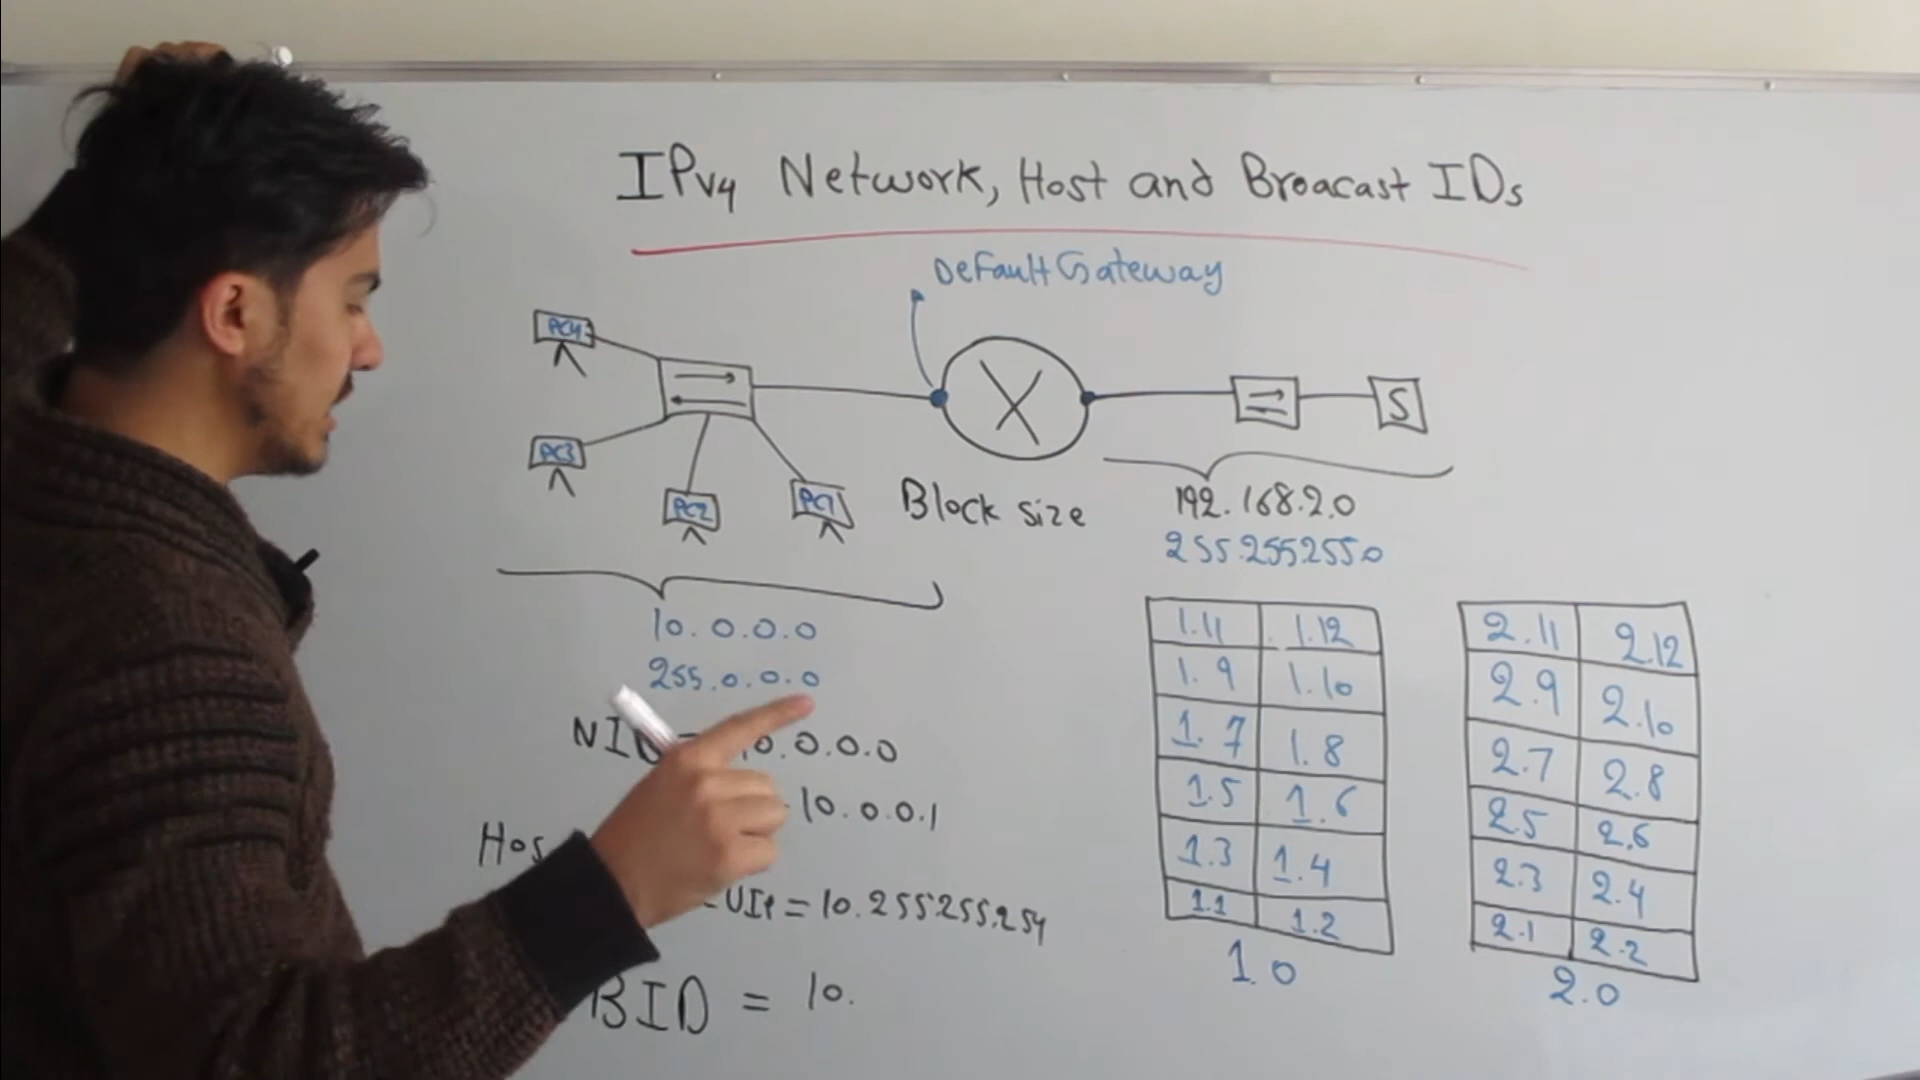 IPv4 Network, Host and Broacast IDs
Default Gateway
PC4
PC3
PC2
PC1
X
S
Block size
192.168.2.0
255.255.255.0
10.0.0.0
255.0.0.0
10.0.0.0
10.0.0.1
UIP = 10.255.255.254
BID = 10.
1.11 1.12
1.9 1.10
1.7 1.8
1.5 1.6
1.3 1.4
1.1 1.2
1.0
2.11 2.12
2.9 2.10
2.7 2.8
2.5 2.6
2.3 2.4
2.1 2.2
2.0